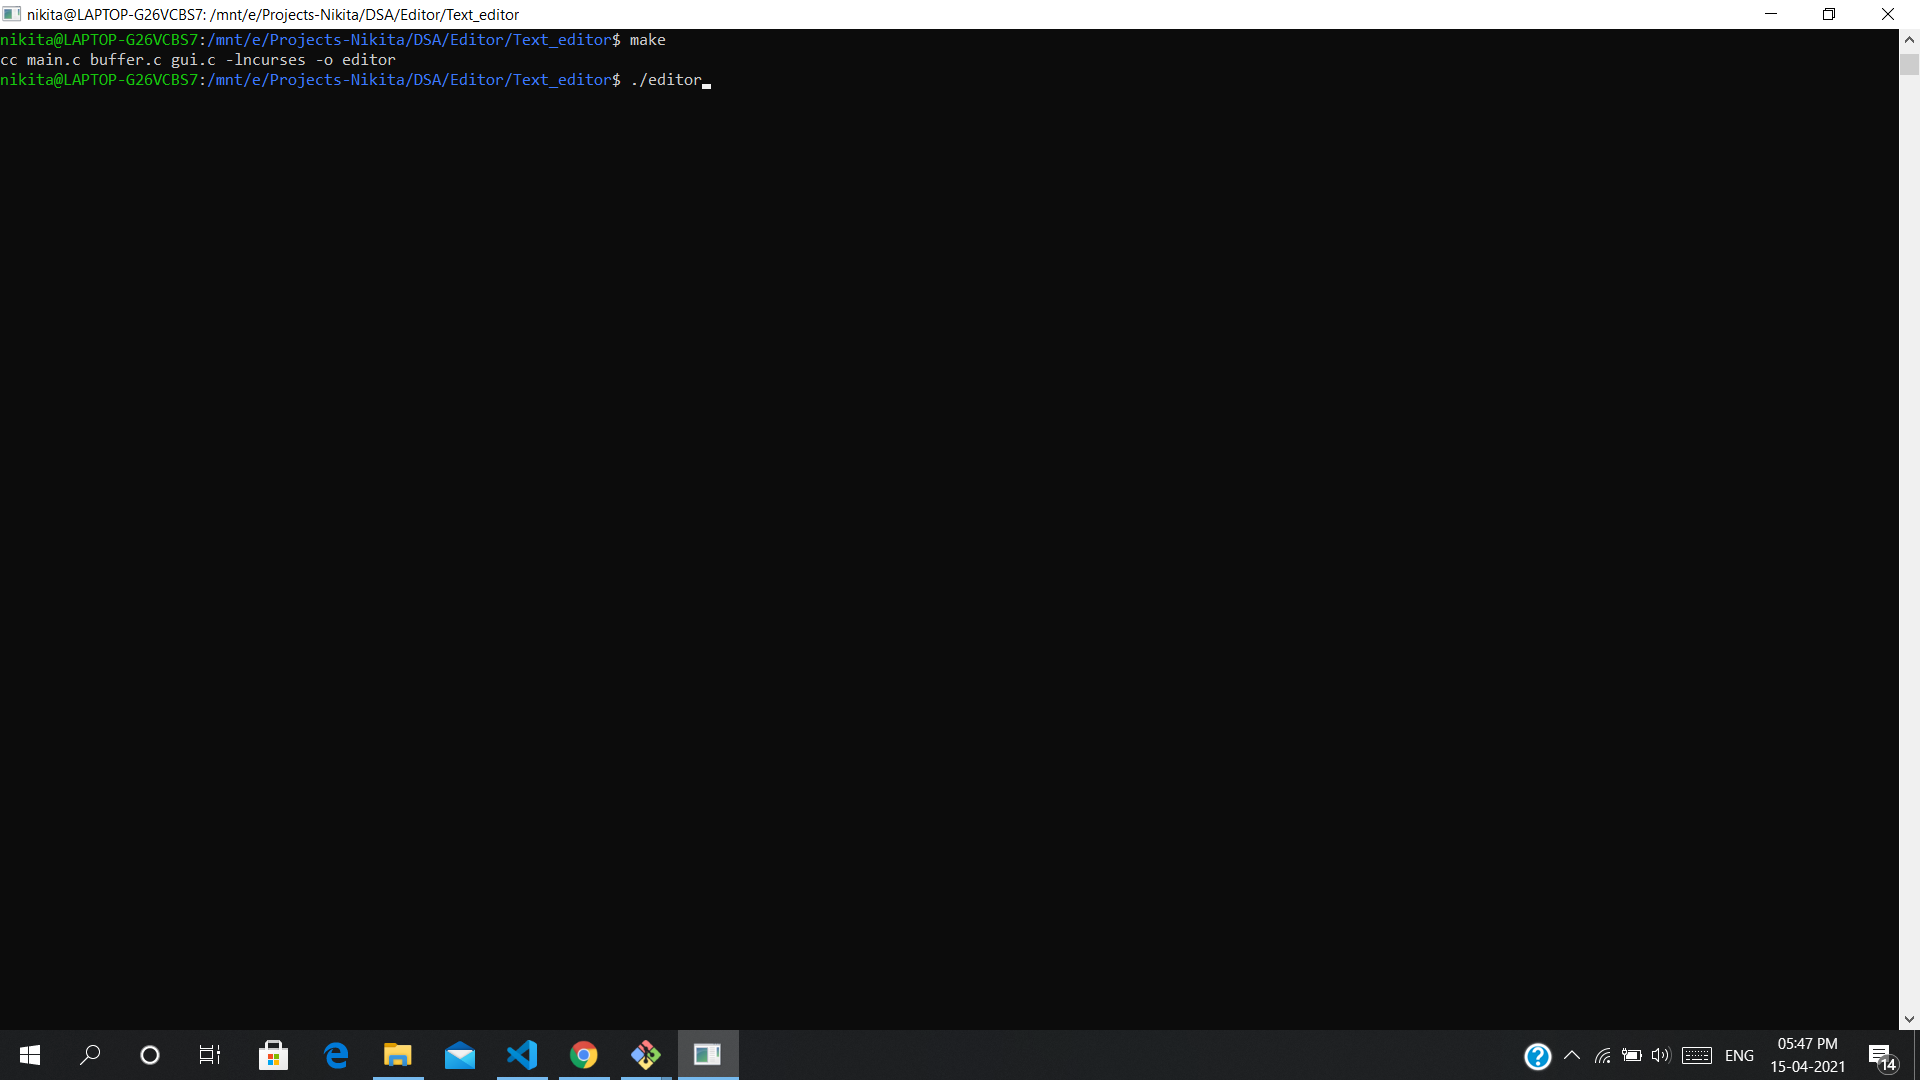 nikita@LAPTOP-G26VCBS7: /mnt/e/Projects-Nikita/DSA/Editor/Text_editor
nikita@LAPTOP-G26VCBS7:/mnt/e/Projects-Nikita/DSA/Editor/Text_editor$ make
cc main.c buffer.c gui.c -lncurses -o editor
nikita@LAPTOP-G26VCBS7:/mnt/e/Projects-Nikita/DSA/Editor/Text_editor$ ./editor
ENG
05:47 PM
15-04-2021
14